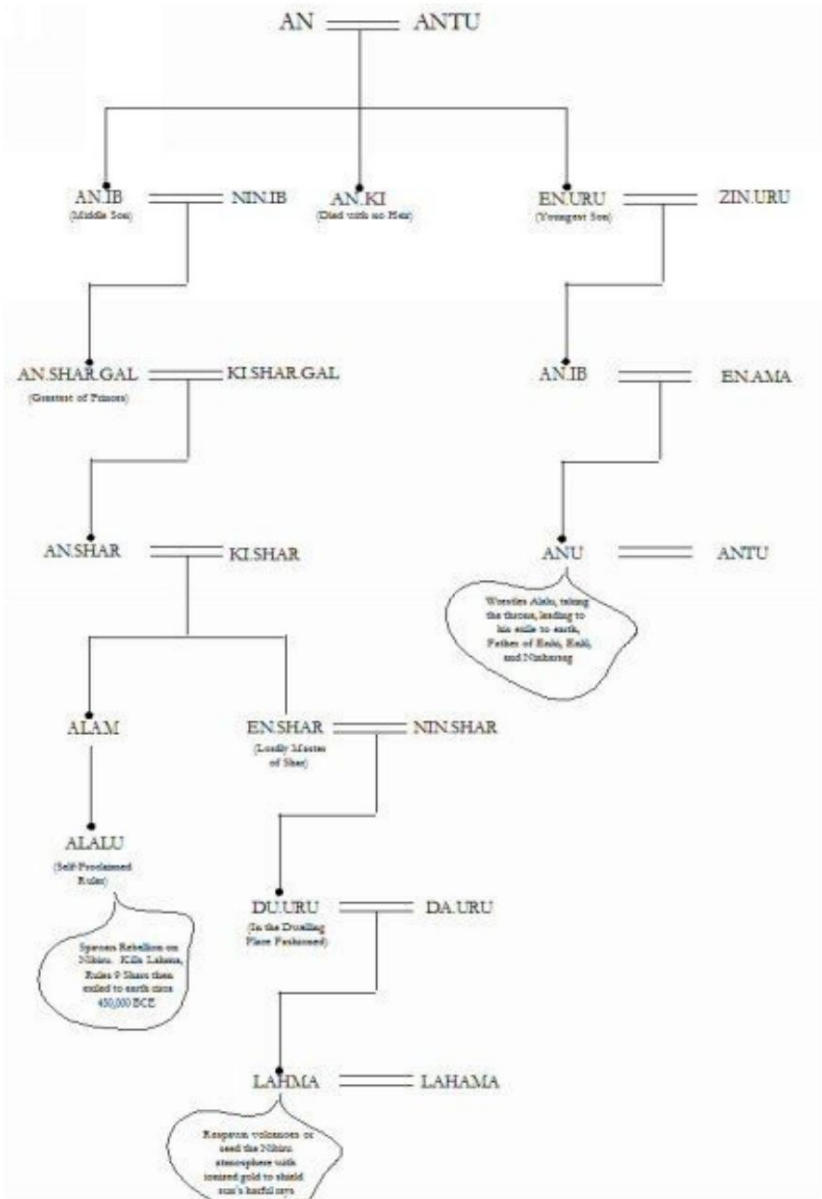 AN ANTU
AN.IB NIN.IB AN.KI EN.URU ZIN.URU
(Middle Son) (Died with no Heir) (Youngest Son)
AN.SHAR.GAL KI.SHAR.GAL AN.IB EN.AMA
(Greatest of Princes)
AN.SHAR KI.SHAR ANU ANTU
Wrestles Alalu, taking
the throne, leading to
his exile to earth,
Father of Enki, Enlil,
and Ninharsag
ALAM EN.SHAR NIN.SHAR
(Lordly Master
of Shar)
ALALU
(Self-Proclaimed
Ruler)
DU.URU DA.URU
(In the Dwelling
Place Fashioned)
Rebellion on
Nibiru. Kills Lahma,
Rules 9 Shars then
exiled to earth circa
450,000 BCE
LAHMA LAHAMA
volcanoes or
seed the Nibiru
atmosphere with
ionized gold to shield
sun's harful rays